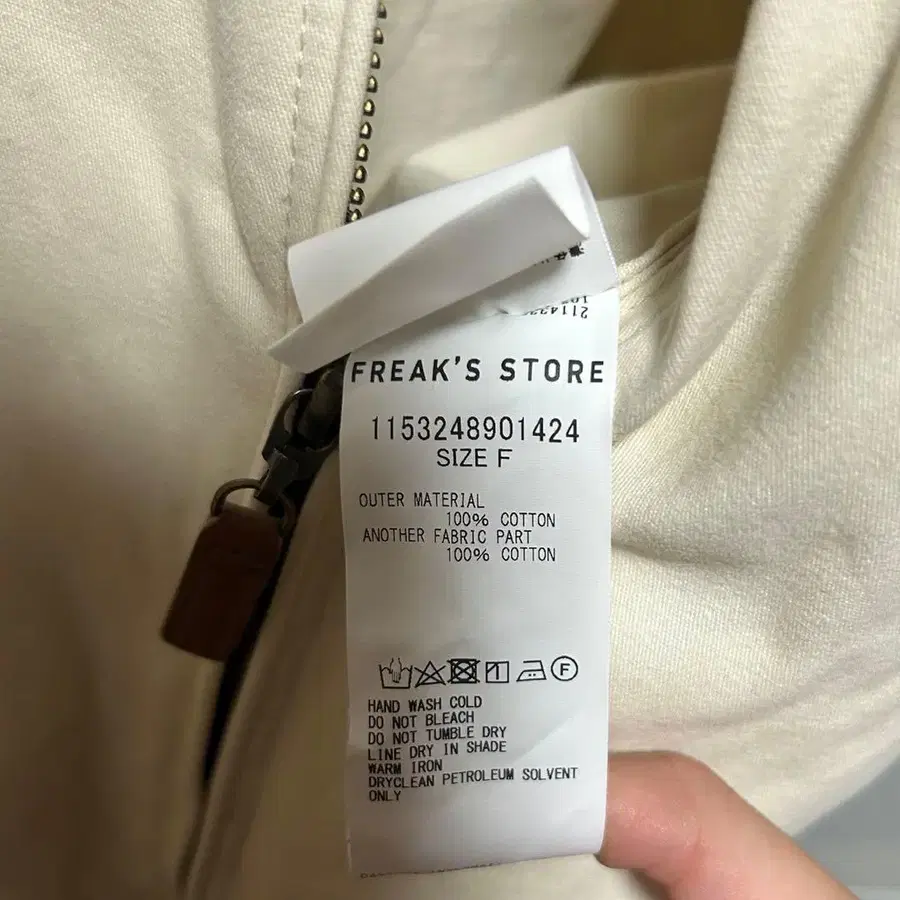 FREAK'S STORE
1153248901424
SIZE F
OUTER MATERIAL
100% COTTON
ANOTHER FABRIC PART
100% COTTON
F
HAND WASH COLD
DO NOT BLEACH
DO NOT TUMBLE DRY
LINE DRY IN SHADE
WARM IRON
DRYCLEAN PETROLEUM SOLVENT
ONLY